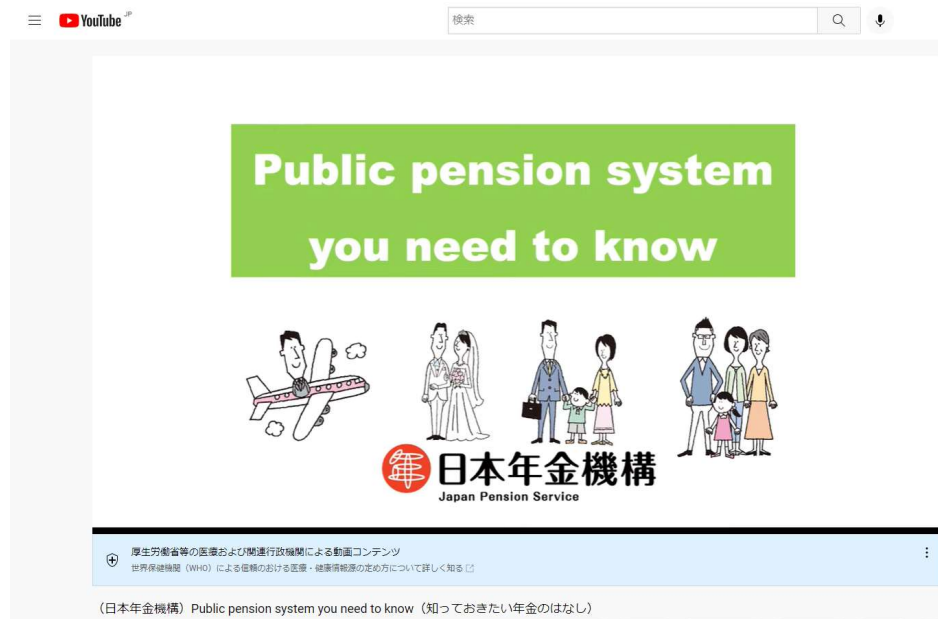 YouTube JP
検索
Public pension system
you need to know
日本年金機構
Japan Pension Service
厚生労働省等の医療および関連行政機関による動画コンテンツ
世界保健機関（WHO）による信頼のおける医療・健康情報源の定め方について詳しく知る
（日本年金機構）Public pension system you need to know（知っておきたい年金のはなし）